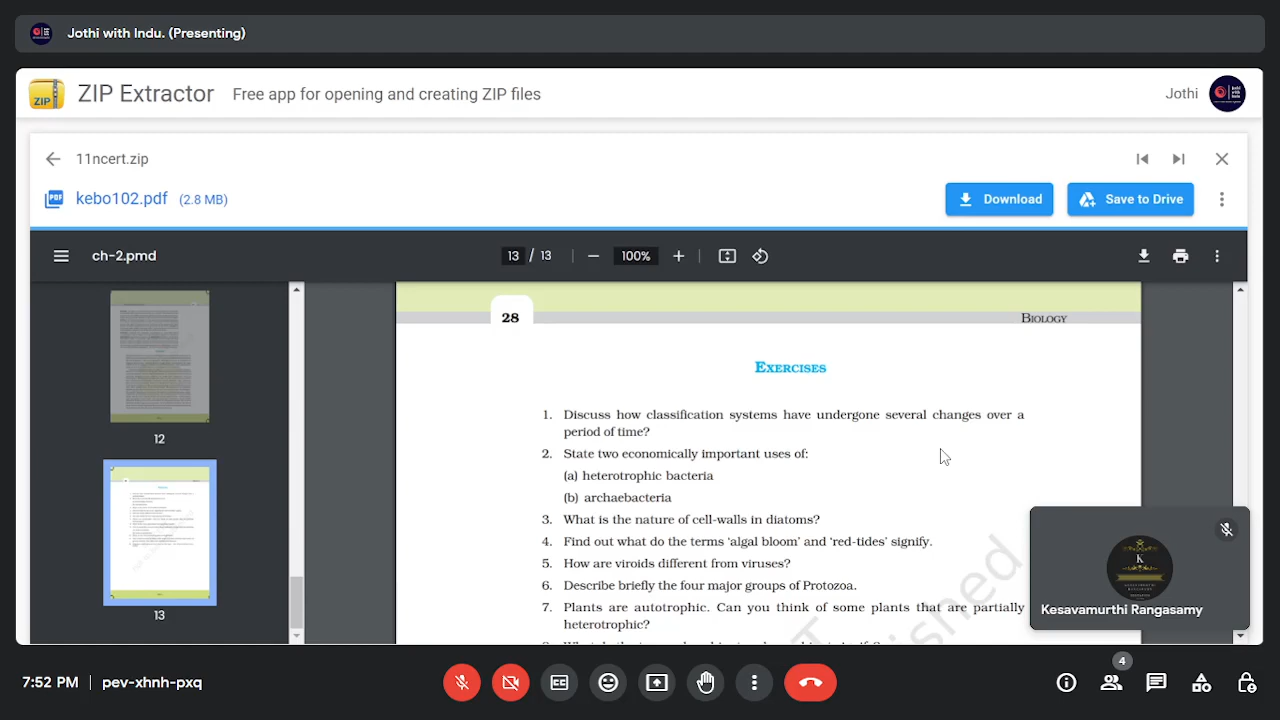 Jothi with Indu. (Presenting)
ZIP Extractor Free app for opening and creating ZIP files Jothi
11ncert.zip
kebo102.pdf (2.8 MB) Download Save to Drive
ch-2.pmd 13 / 13 100%
28 BIOLOGY
EXERCISES
1. Discuss how classification systems have undergone several changes over a
period of time?
2. State two economically important uses of:
(a) heterotrophic bacteria
(b) archaebacteria
3. What is the nature of cell-walls in diatoms?
4. Find out what do the terms 'algal bloom' and 'red-tides' signify.
5. How are viroids different from viruses?
6. Describe briefly the four major groups of Protozoa.
7. Plants are autotrophic. Can you think of some plants that are partially
heterotrophic?
12
13
K
Kesavamurthi Rangasamy
7:52 PM | pev-xhnh-pxq
4